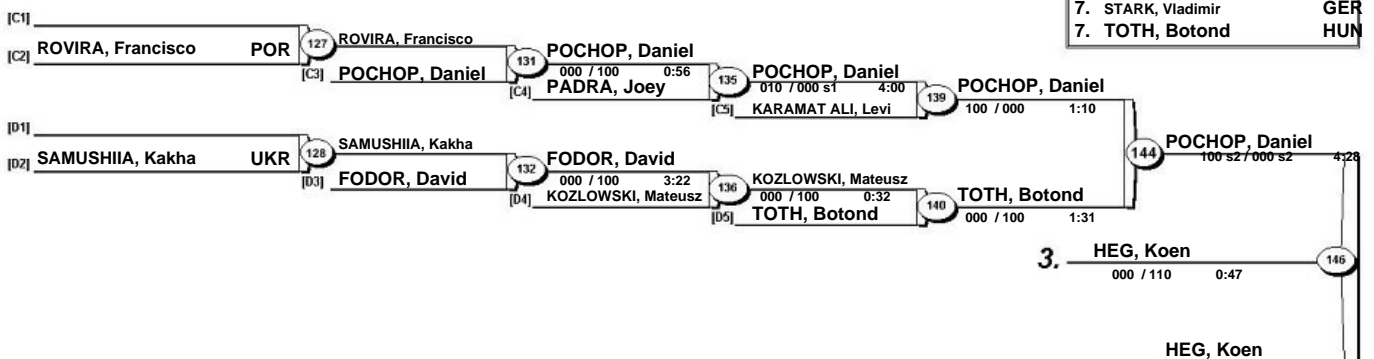 7. STARK, Vladimir GER
7. TOTH, Botond HUN
[C1]
[C2] ROVIRA, Francisco POR
127
ROVIRA, Francisco
[C3] POCHOP, Daniel
131
POCHOP, Daniel
000 / 100 0:56
[C4] PADRA, Joey
135
POCHOP, Daniel
010 / 000 s1 4:00
[C5] KARAMAT ALI, Levi
139
POCHOP, Daniel
100 / 000 1:10
[D1]
[D2] SAMUSHIIA, Kakha UKR
128
SAMUSHIIA, Kakha
[D3] FODOR, David
132
FODOR, David
000 / 100 3:22
[D4] KOZLOWSKI, Mateusz
136
KOZLOWSKI, Mateusz
000 / 100 0:32
[D5] TOTH, Botond
140
TOTH, Botond
000 / 100 1:31
144
POCHOP, Daniel
100 s2 / 000 s2 4:28
3. HEG, Koen
000 / 110 0:47
146
HEG, Koen